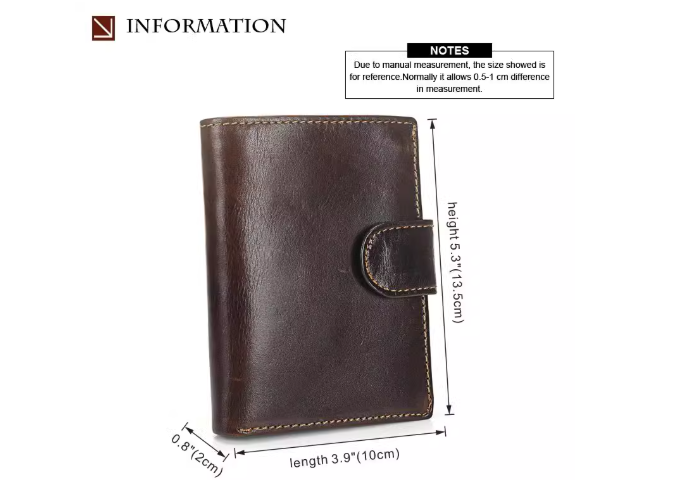 INFORMATION
NOTES
Due to manual measurement, the size showed is
for reference.Normally it allows 0.5-1 cm difference
in measurement.
height 5.3"(13.5cm)
0.8"(2cm)
length 3.9"(10cm)